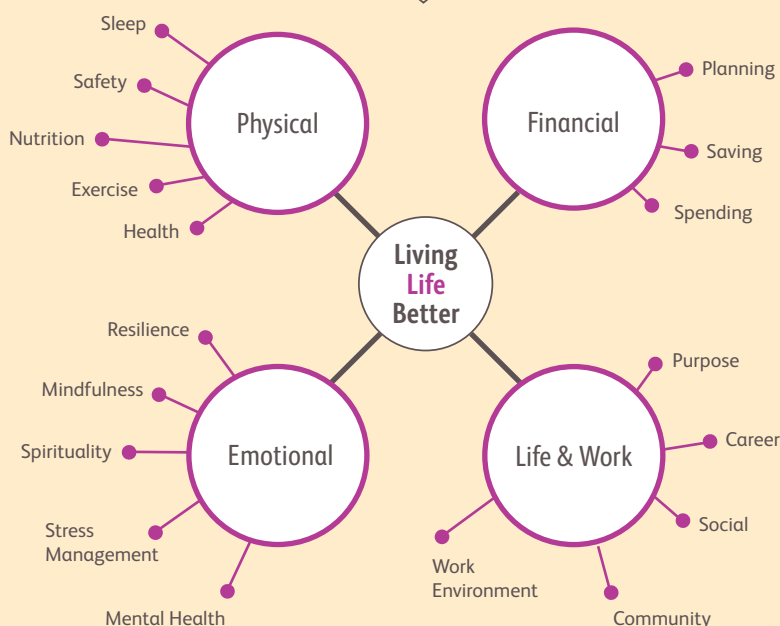 Sleep
Safety
Nutrition
Exercise
Health
Physical
Financial
Planning
Saving
Spending
Living
Life
Better
Resilience
Mindfulness
Spirituality
Stress
Management
Mental Health
Emotional
Life & Work
Purpose
Career
Social
Work
Environment
Community